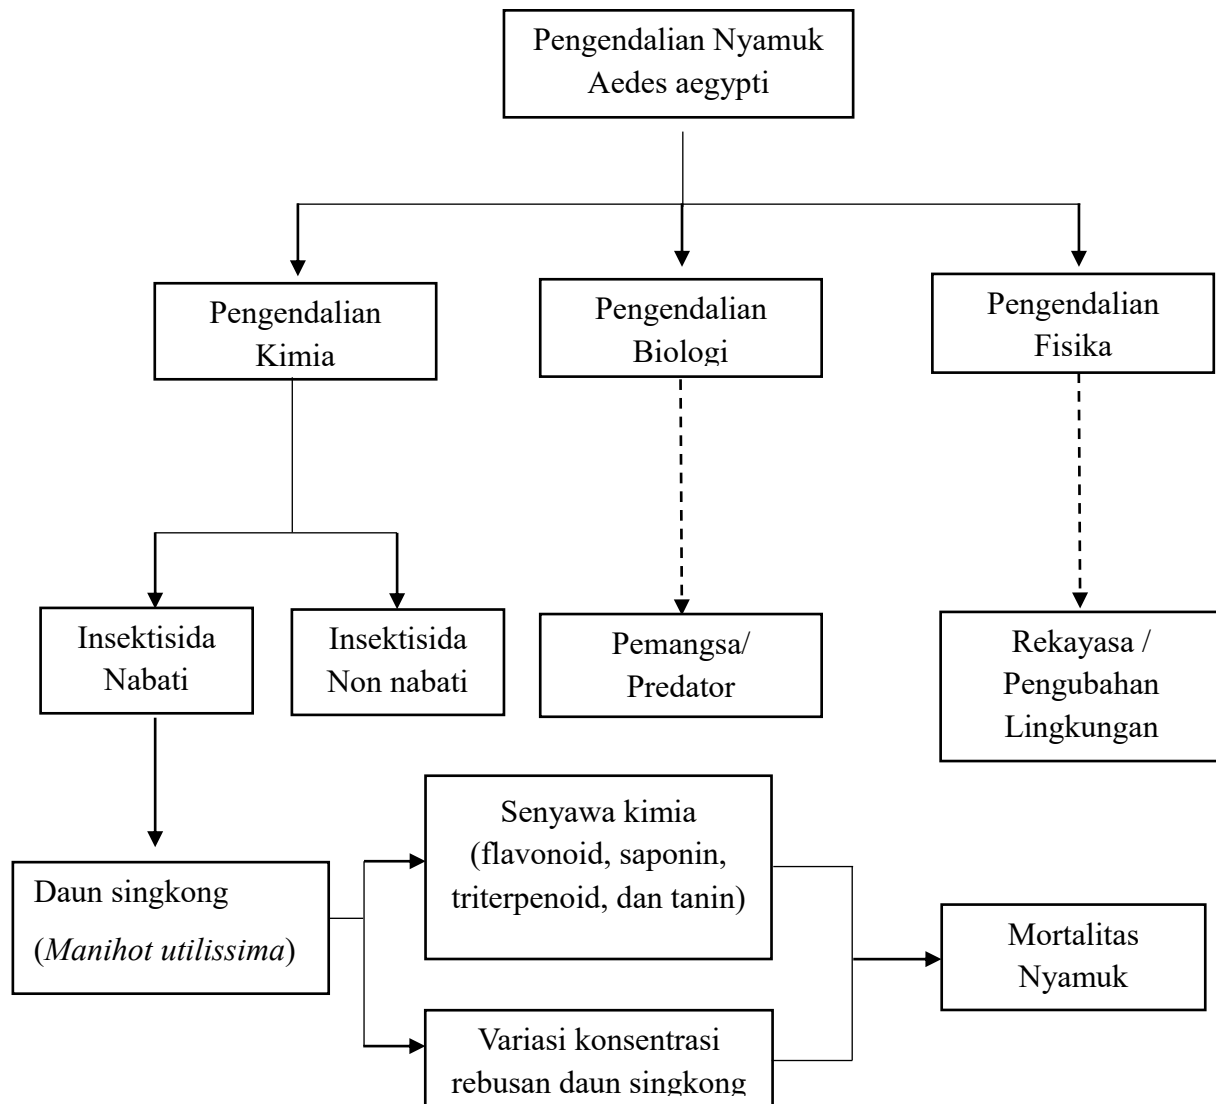 Pengendalian Nyamuk
Aedes aegypti
Pengendalian
Kimia
Pengendalian
Biologi
Pengendalian
Fisika
Insektisida
Nabati
Insektisida
Non nabati
Pemangsa/
Predator
Rekayasa /
Pengubahan
Lingkungan
Senyawa kimia
(flavonoid, saponin,
triterpenoid, dan tanin)
Daun singkong
(Manihot utilissima)
Mortalitas
Nyamuk
Variasi konsentrasi
rebusan daun singkong